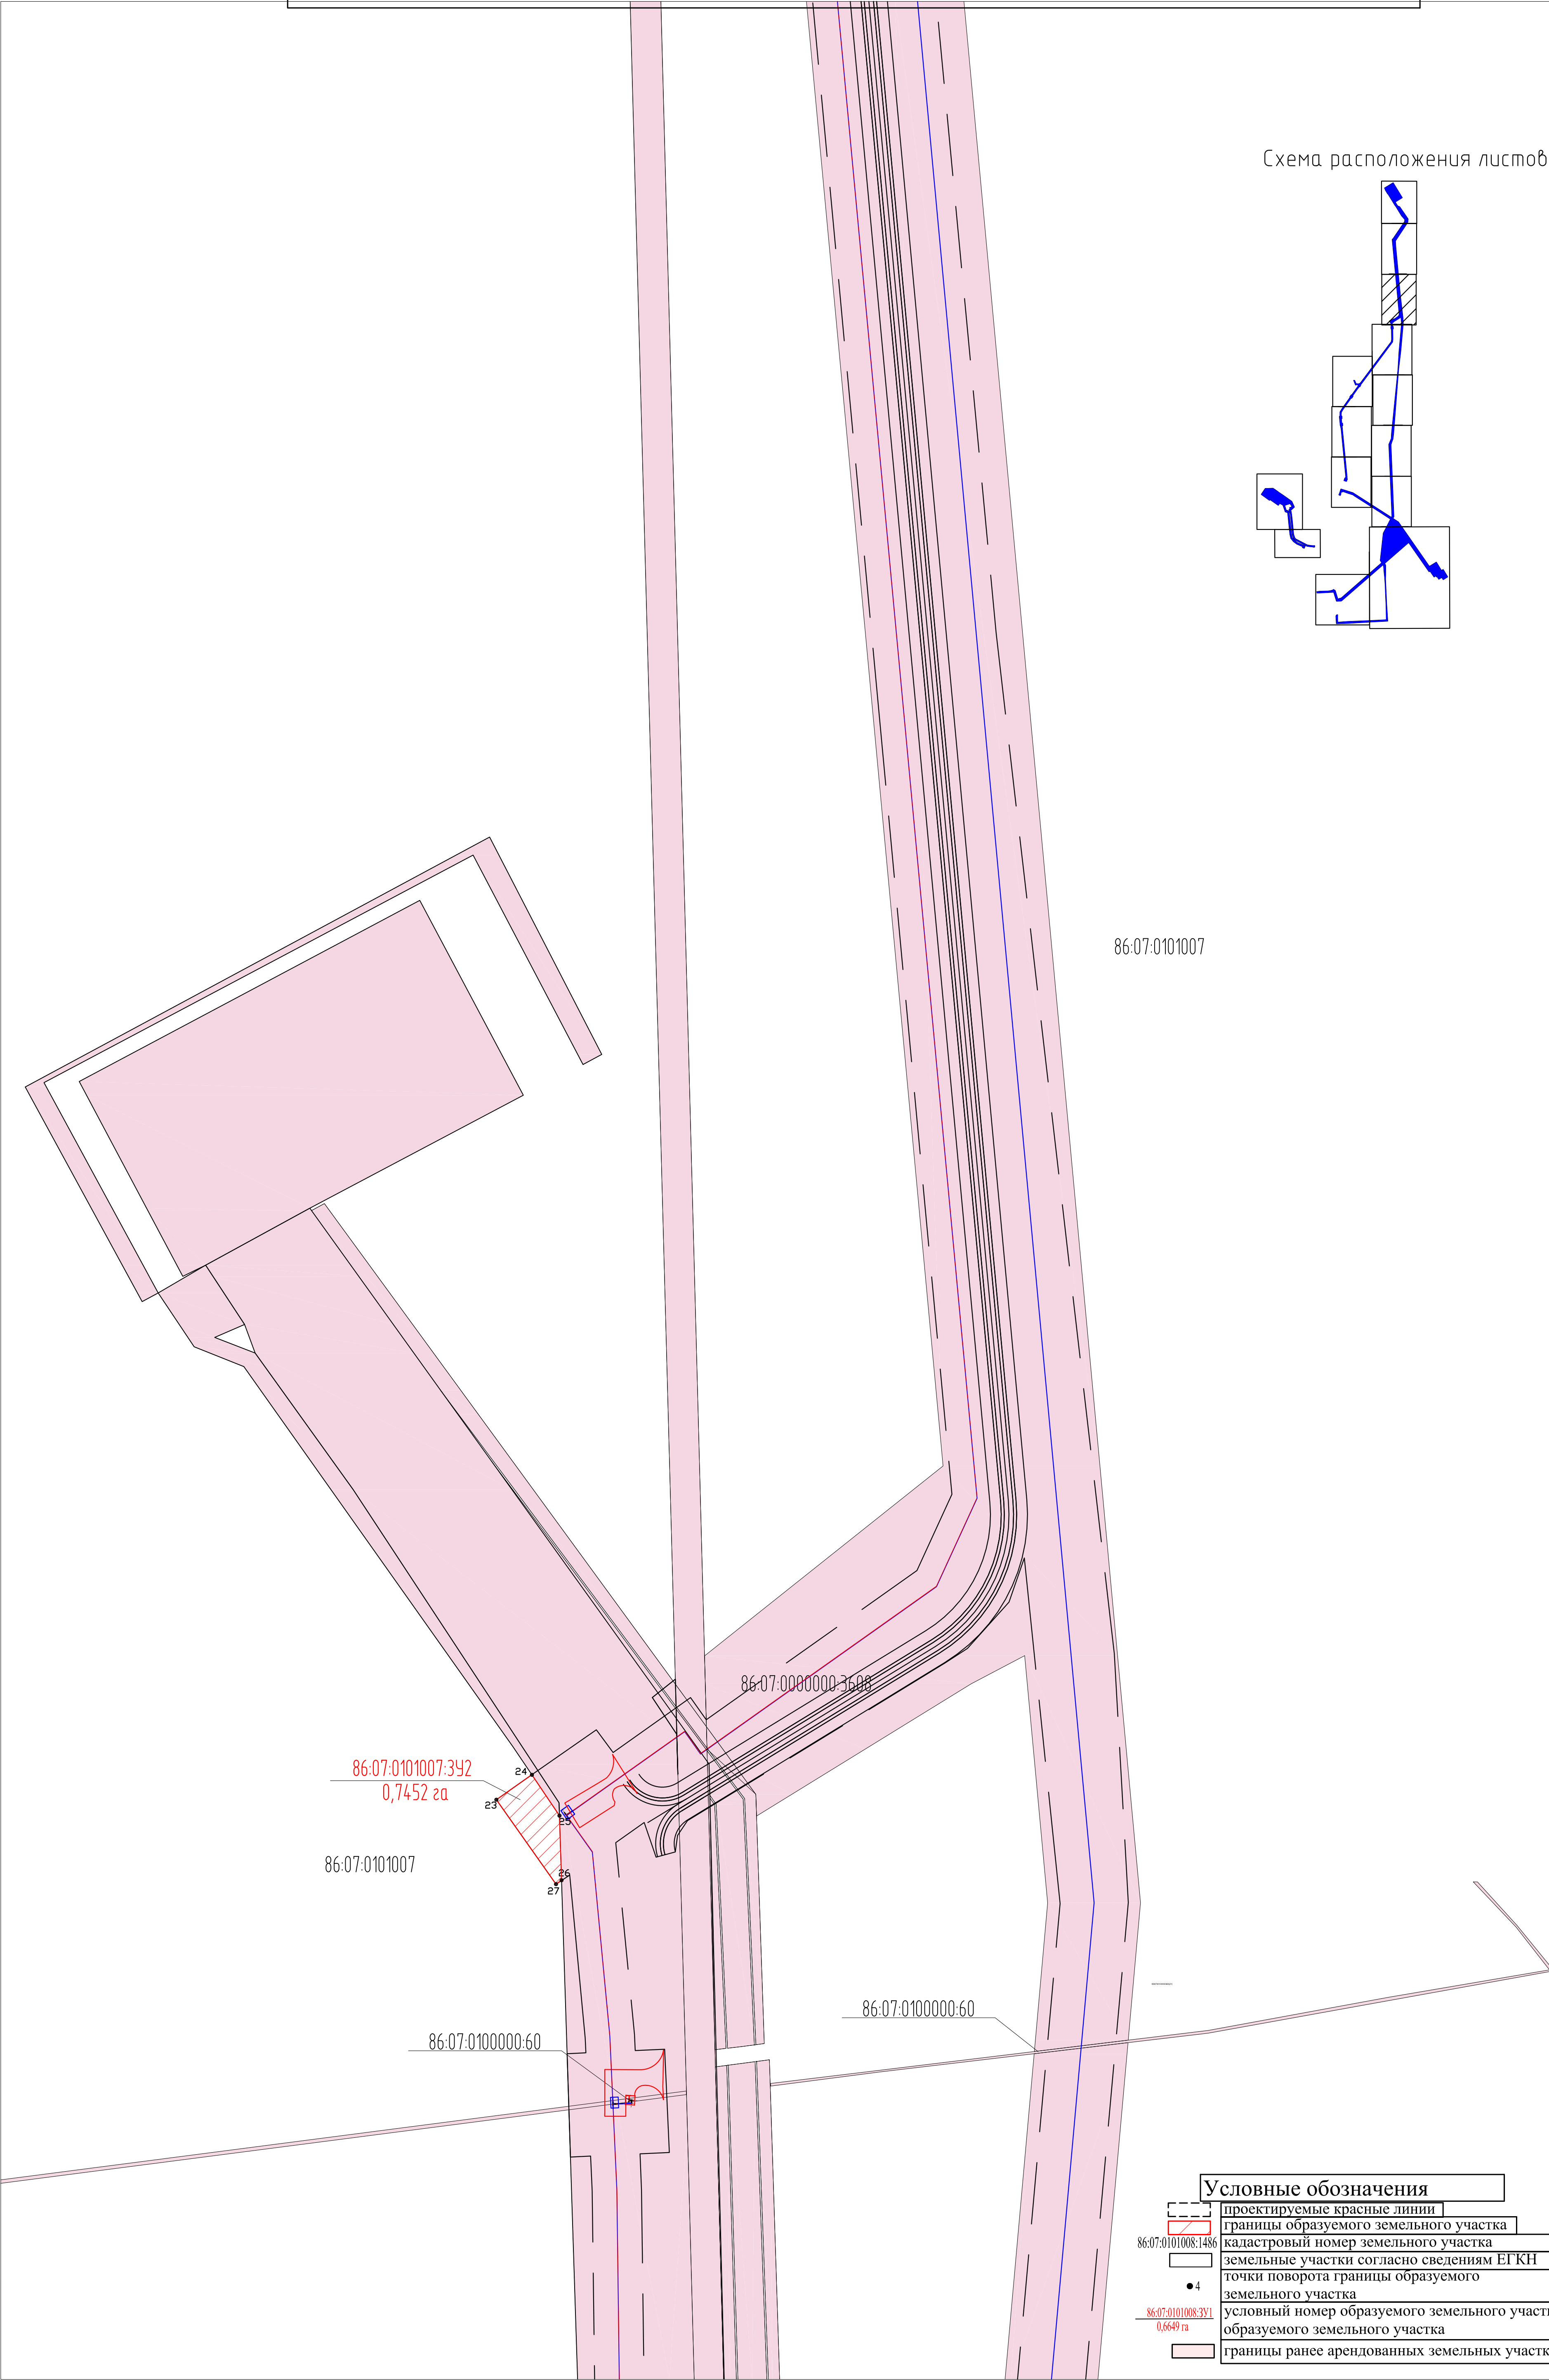 Схема расположения листов
86:07:0101007
86:07:0000000:3608
86:07:0101007:ЗУ2
0,7452 га
24
23
25
86:07:0101007
26
27
86:07:0100000:60
86:07:0100000:60
Условные обозначения
проектируемые красные линии
границы образуемого земельного участка
86:07:0101008:1486 кадастровый номер земельного участка
земельные участки согласно сведениям ЕГКН
4 точки поворота границы образуемого
земельного участка
86:07:0101008:ЗУ1 условный номер образуемого земельного участ
0,6649 га образуемого земельного участка
границы ранее арендованных земельных участк